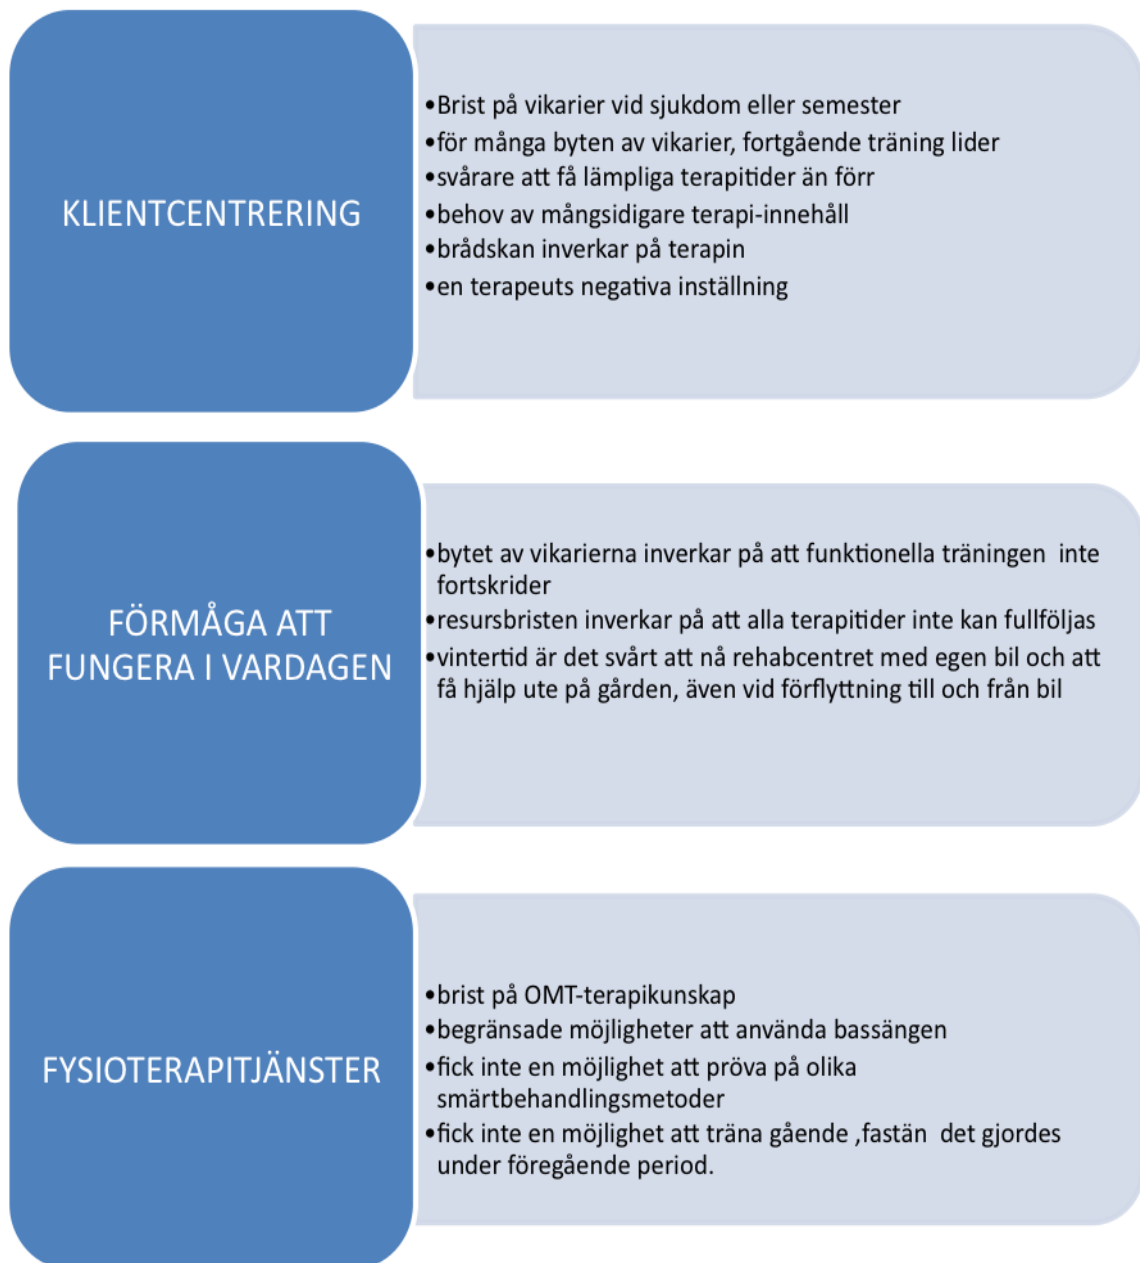 KLIENTCENTRERING
•Brist på vikarier vid sjukdom eller semester
•för många byten av vikarier, fortgående träning lider
•svårare att få lämpliga terapitider än förr
•behov av mångsidigare terapi-innehåll
•brådskan inverkar på terapin
•en terapeuts negativa inställning
FÖRMÅGA ATT
FUNGERA I VARDAGEN
•bytet av vikarierna inverkar på att funktionella träningen  inte
fortskrider
•resursbristen inverkar på att alla terapitider inte kan fullföljas
•vintertid är det svårt att nå rehabcentret med egen bil och att
få hjälp ute på gården, även vid förflyttning till och från bil
FYSIOTERAPITJÄNSTER
•brist på OMT-terapikunskap
•begränsade möjligheter att använda bassängen
•fick inte en möjlighet att pröva på olika
smärtbehandlingsmetoder
•fick inte en möjlighet att träna gående ,fastän  det gjordes
under föregående period.